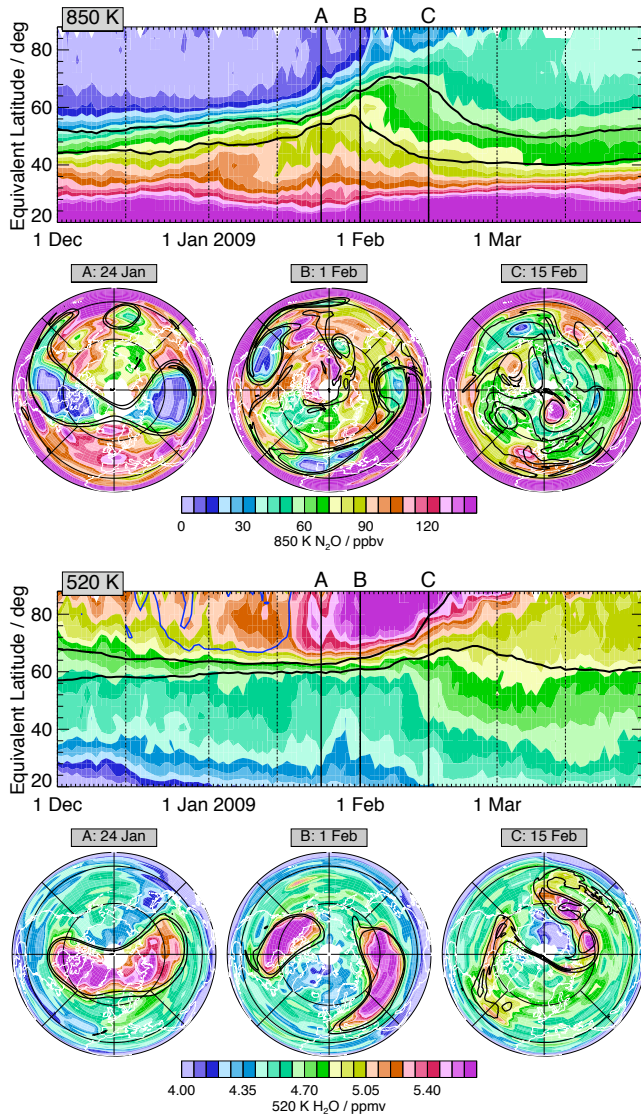 850 K
A B C
Equivalent Latitude / deg
80
60
40
20
1 Dec 1 Jan 2009 1 Feb 1 Mar
A: 24 Jan B: 1 Feb C: 15 Feb
0 30 60 90 120
850 K N₂O / ppbv
520 K
A B C
Equivalent Latitude / deg
80
60
40
20
1 Dec 1 Jan 2009 1 Feb 1 Mar
A: 24 Jan B: 1 Feb C: 15 Feb
4.00 4.35 4.70 5.05 5.40
520 K H₂O / ppmv